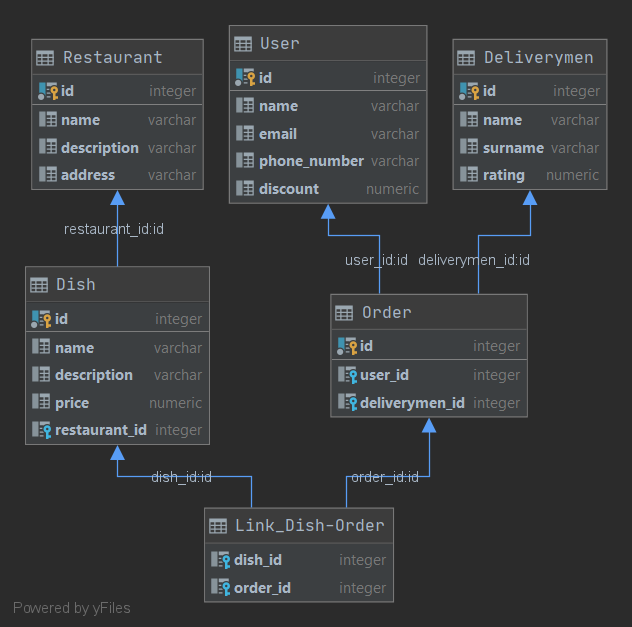 Restaurant
id integer
name varchar
description varchar
address varchar
User
id integer
name varchar
email varchar
phone_number varchar
discount numeric
Deliverymen
id integer
name varchar
surname varchar
rating numeric
restaurant_id:id
user_id:id
deliverymen_id:id
Dish
id integer
name varchar
description varchar
price numeric
restaurant_id integer
Order
id integer
user_id integer
deliverymen_id integer
dish_id:id
order_id:id
Link_Dish-Order
dish_id integer
order_id integer
Powered by yFiles